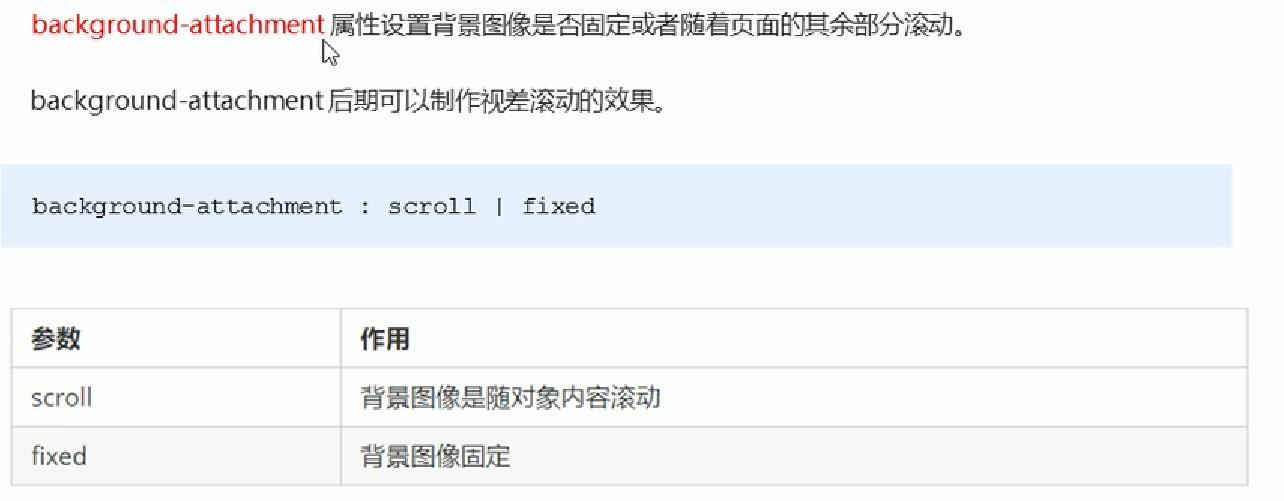 background-attachment 属性设置背景图像是否固定或者随着页面的其余部分滚动。
background-attachment 后期可以制作视差滚动的效果。
background-attachment : scroll | fixed
参数 作用
scroll 背景图像是随对象内容滚动
fixed 背景图像固定